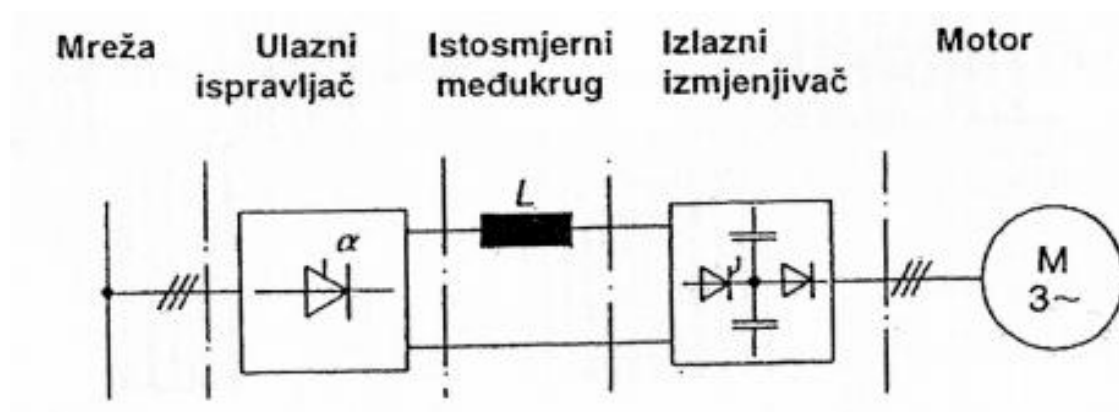 Mreža
Ulazni
ispravljač
Istosmjerni
međukrug
Izlazni
izmjenjivač
Motor
α
L
M
3~